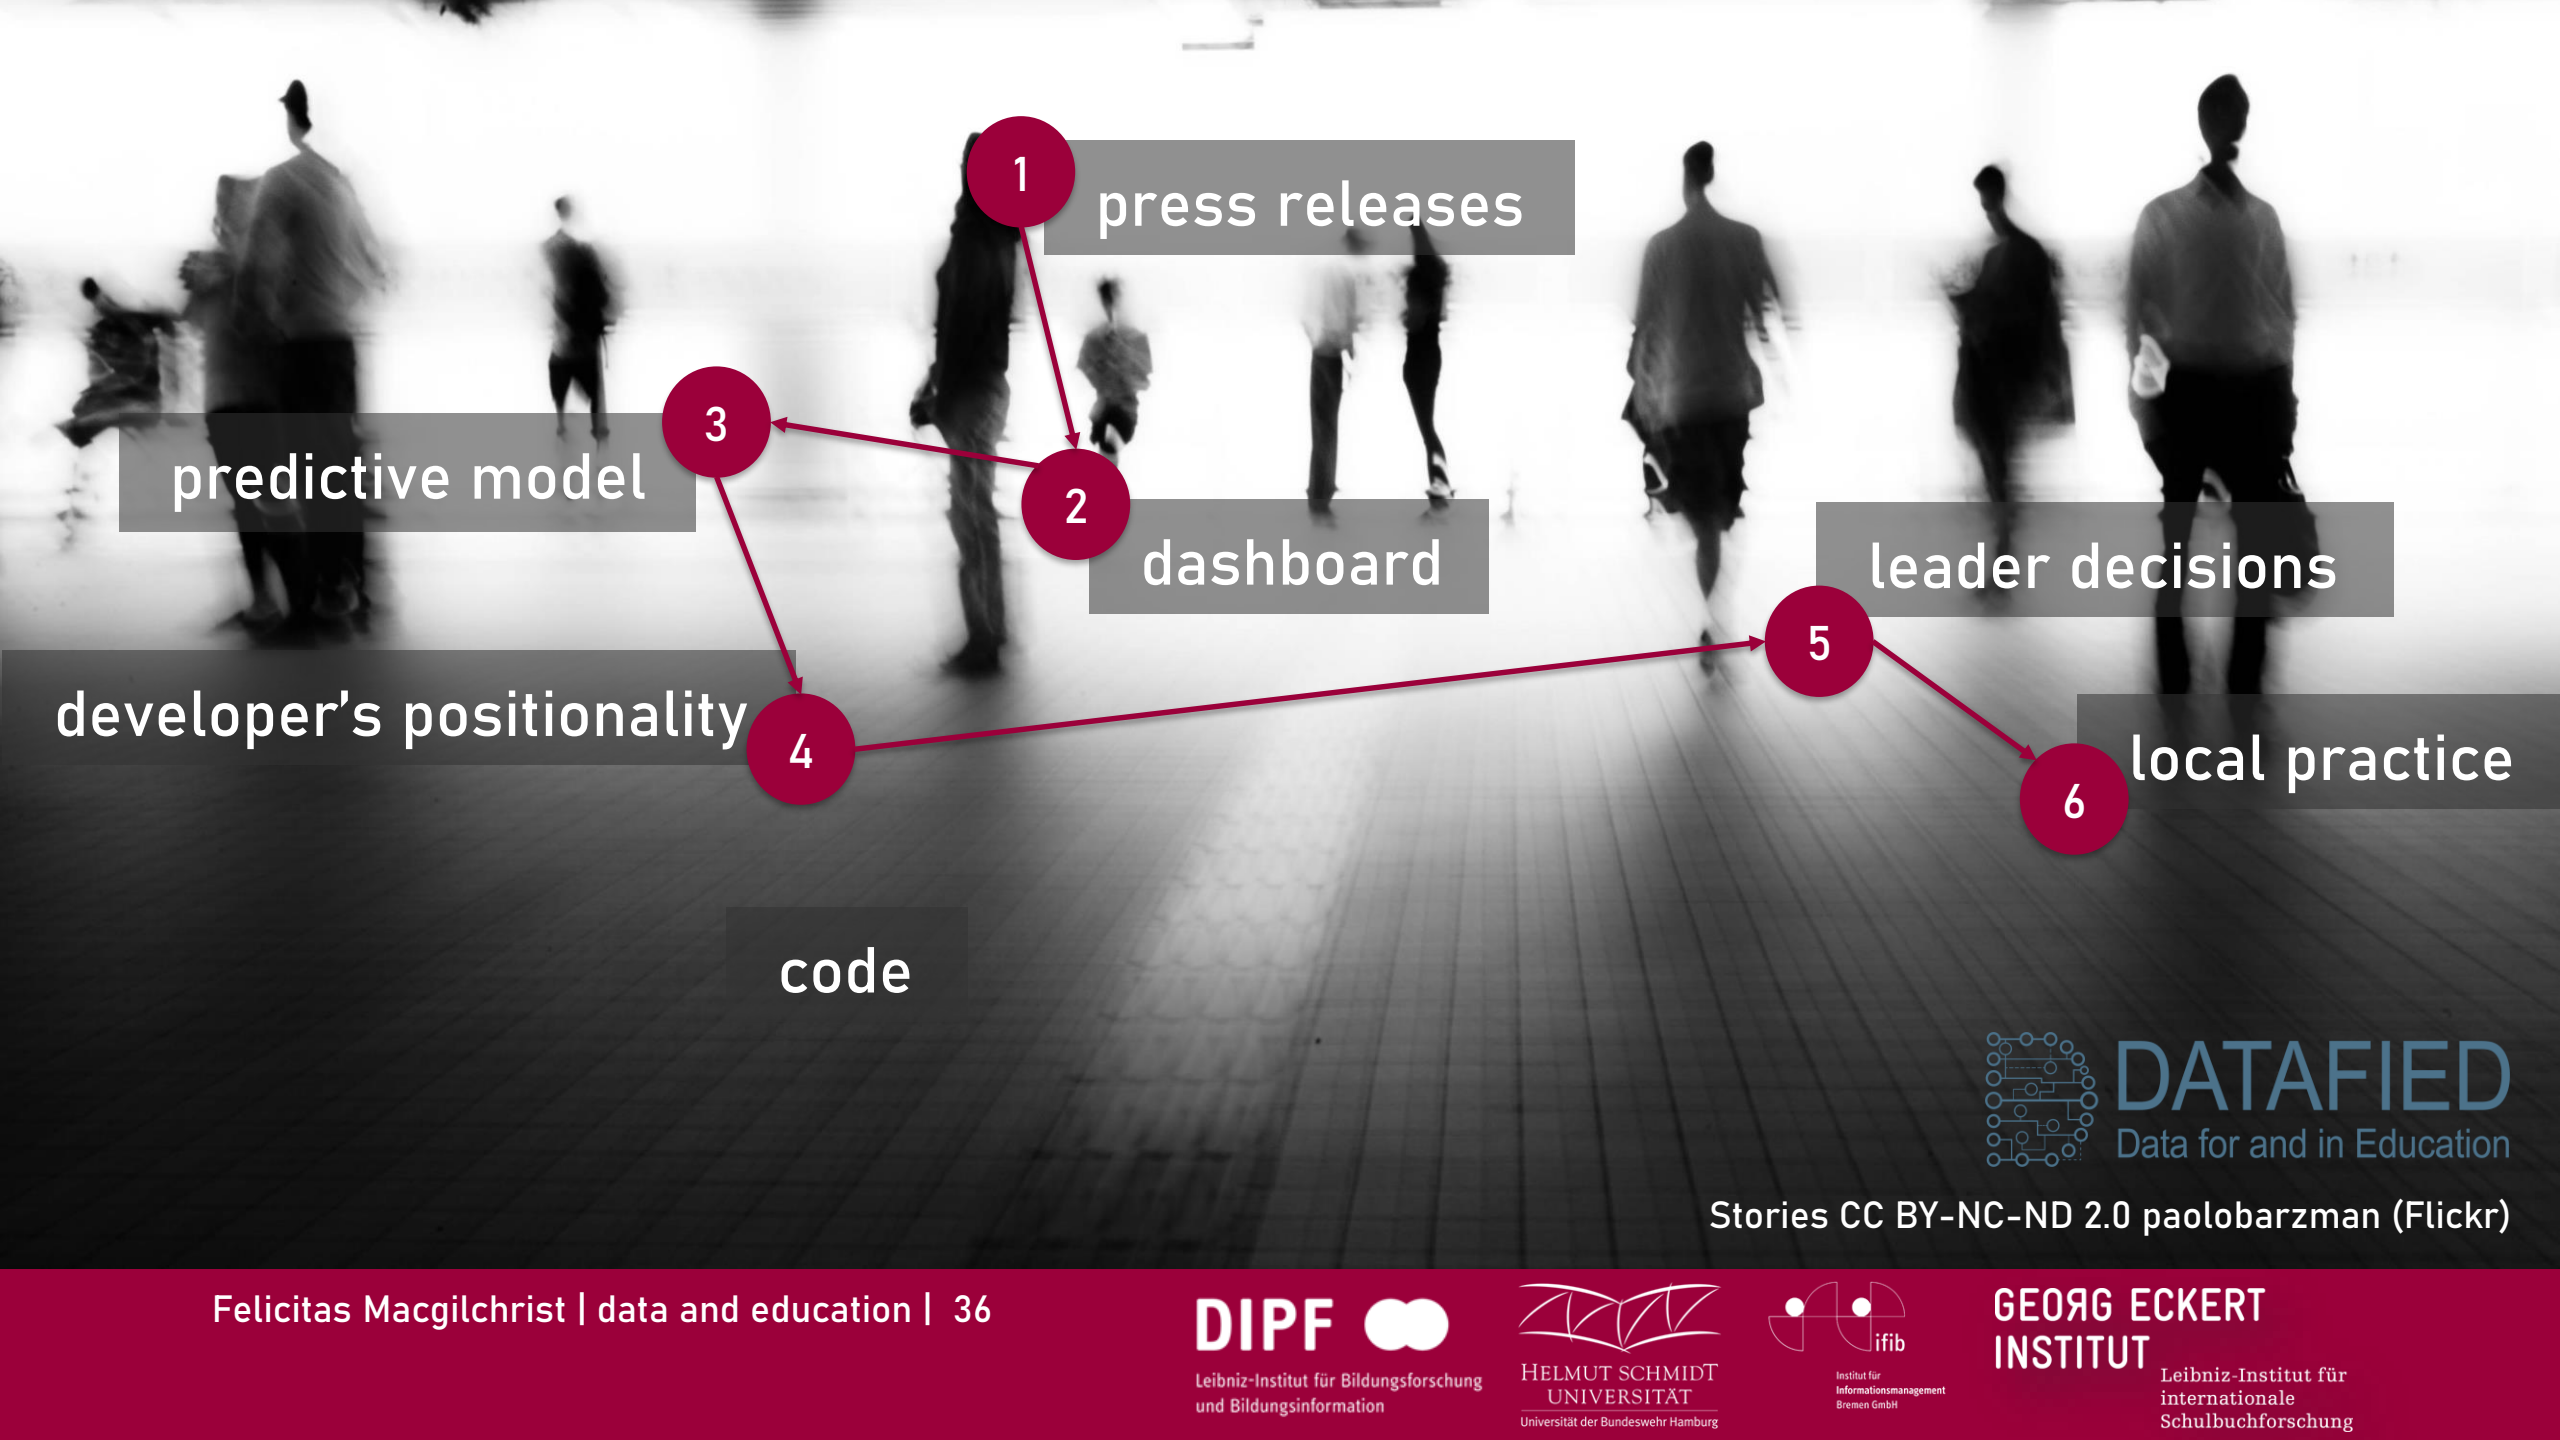 1
press releases
3
predictive model
2
dashboard
leader decisions
5
developer's positionality
4
local practice
6
code
DATAFIED
Data for and in Education
Stories CC BY-NC-ND 2.0 paolobarzman (Flickr)
Felicitas Macgilchrist | data and education | 36
DIPF
Leibniz-Institut für Bildungsforschung
und Bildungsinformation
HELMUT SCHMIDT
UNIVERSITÄT
Universität der Bundeswehr Hamburg
ifib
Institut für
Informationsmanagement
Bremen GmbH
GEORG ECKERT
INSTITUT
Leibniz-Institut für
internationale
Schulbuchforschung